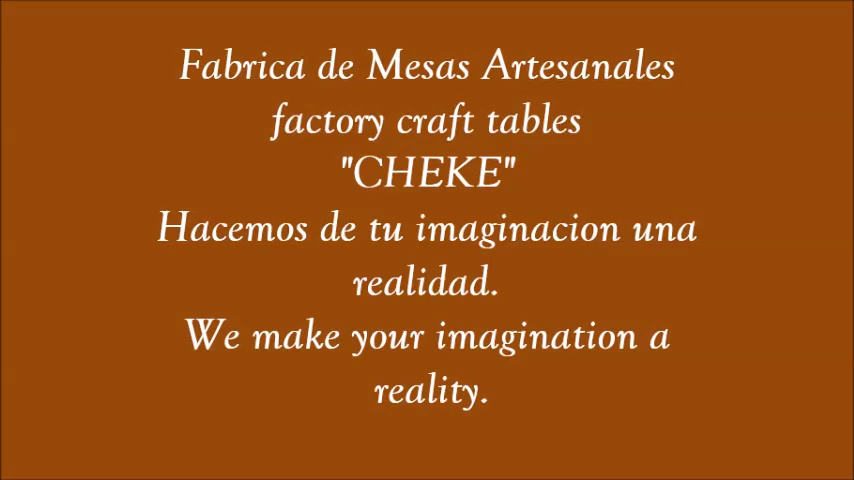 Fabrica de Mesas Artesanales
factory craft tables
"CHEKE"
Hacemos de tu imaginacion una
realidad.
We make your imagination a
reality.